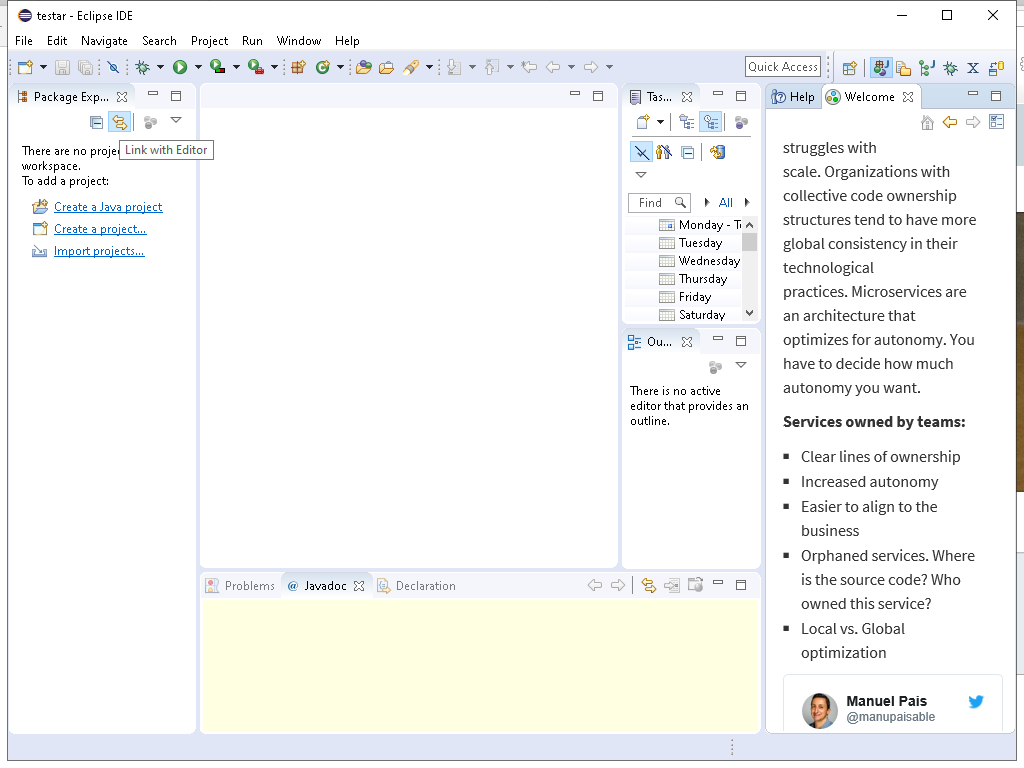 testar - Eclipse IDE
File Edit Navigate Search Project Run Window Help
Quick Access
Package Exp...
Link with Editor
There are no proje
workspace.
To add a project:
Create a Java project
Create a project...
Import projects...
Tas...
Find
All
Monday - T
Tuesday
Wednesday
Thursday
Friday
Saturday
Ou...
There is no active
editor that provides an
outline.
Problems
@ Javadoc
Declaration
Help
Welcome
struggles with
scale. Organizations with
collective code ownership
structures tend to have more
global consistency in their
technological
practices. Microservices are
an architecture that
optimizes for autonomy. You
have to decide how much
autonomy you want.
Services owned by teams:
Clear lines of ownership
Increased autonomy
Easier to align to the
business
Orphaned services. Where
is the source code? Who
owned this service?
Local vs. Global
optimization
Manuel Pais
@manupaisable